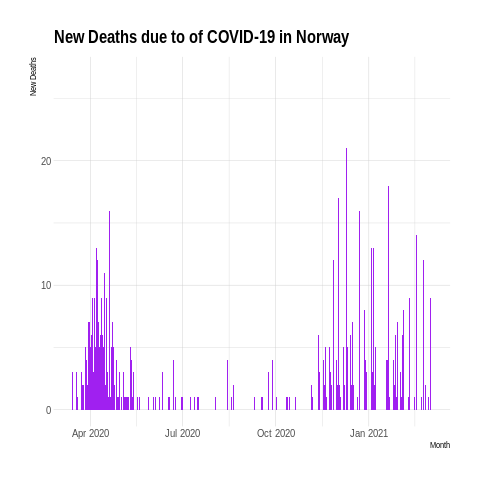 New Deaths due to of COVID-19 in Norway
New Deaths
20
10
0
Apr 2020
Jul 2020
Oct 2020
Jan 2021
Month